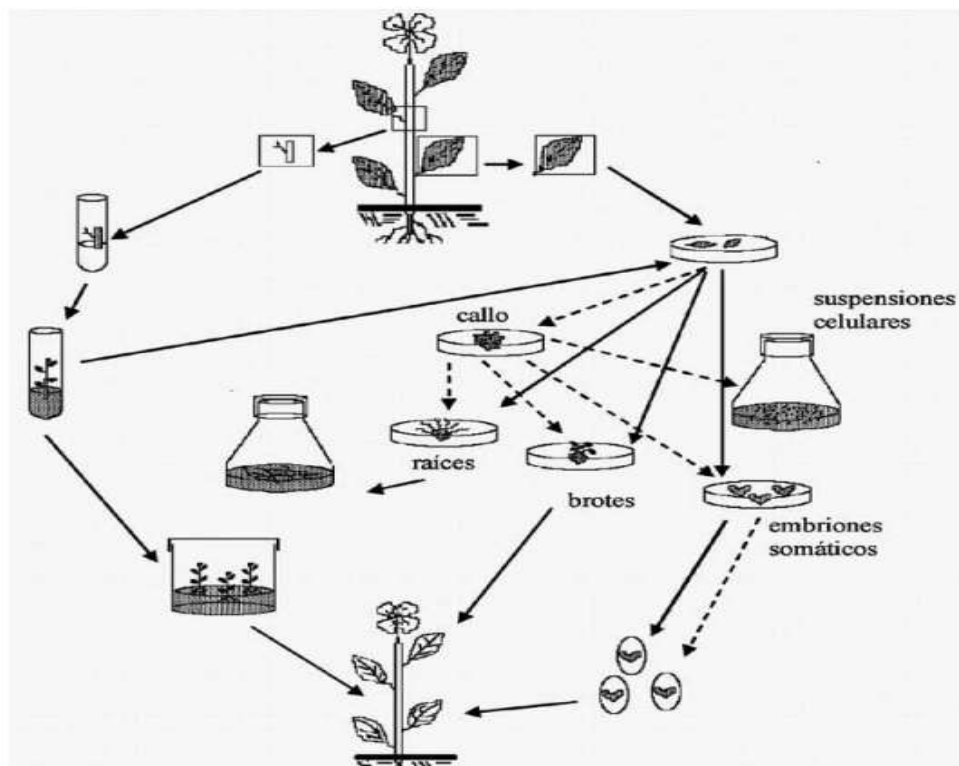 suspensiones
celulares
callo
raíces
brotes
embriones
somáticos